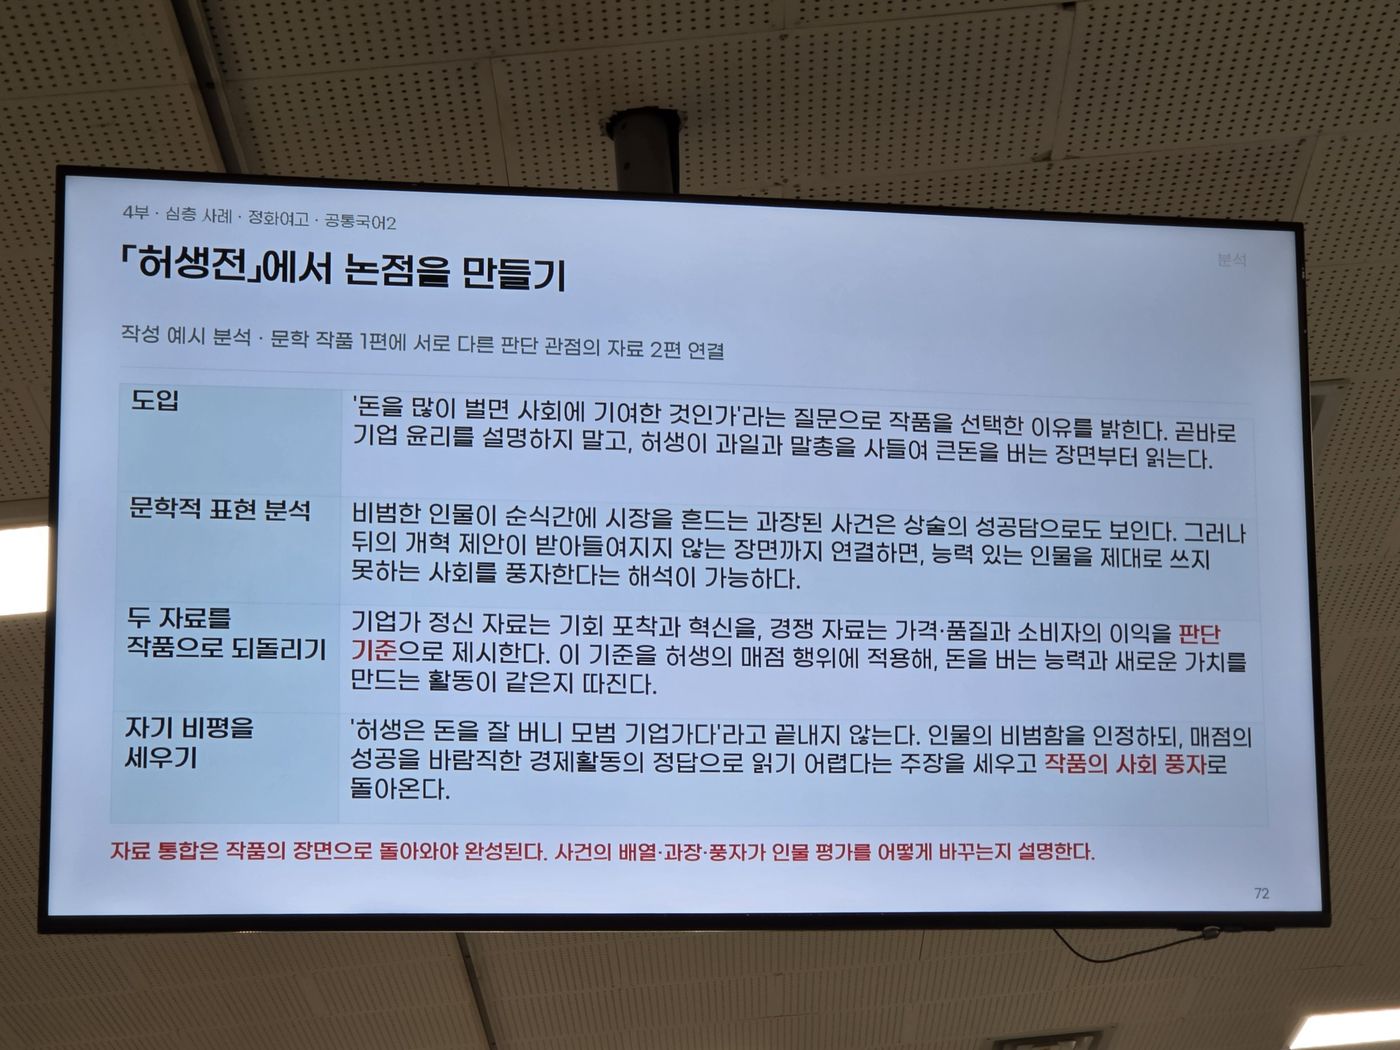 4부 · 심층 사례 · 정화여고 · 공통국어2
분석
「허생전」에서 논점을 만들기
작성 예시 분석 · 문학 작품 1편에 서로 다른 판단 관점의 자료 2편 연결
도입
'돈을 많이 벌면 사회에 기여한 것인가'라는 질문으로 작품을 선택한 이유를 밝힌다. 곧바로
기업 윤리를 설명하지 말고, 허생이 과일과 말총을 사들여 큰돈을 버는 장면부터 읽는다.
문학적 표현 분석
비범한 인물이 순식간에 시장을 흔드는 과장된 사건은 상술의 성공담으로도 보인다. 그러나
뒤의 개혁 제안이 받아들여지지 않는 장면까지 연결하면, 능력 있는 인물을 제대로 쓰지
못하는 사회를 풍자한다는 해석이 가능하다.
두 자료를
작품으로 되돌리기
기업가 정신 자료는 기회 포착과 혁신을, 경쟁 자료는 가격·품질과 소비자의 이익을 판단
기준으로 제시한다. 이 기준을 허생의 매점 행위에 적용해, 돈을 버는 능력과 새로운 가치를
만드는 활동이 같은지 따진다.
자기 비평을
세우기
'허생은 돈을 잘 버니 모범 기업가다'라고 끝내지 않는다. 인물의 비범함을 인정하되, 매점의
성공을 바람직한 경제활동의 정답으로 읽기 어렵다는 주장을 세우고 작품의 사회 풍자로
돌아온다.
자료 통합은 작품의 장면으로 돌아와야 완성된다. 사건의 배열·과장·풍자가 인물 평가를 어떻게 바꾸는지 설명한다.
72